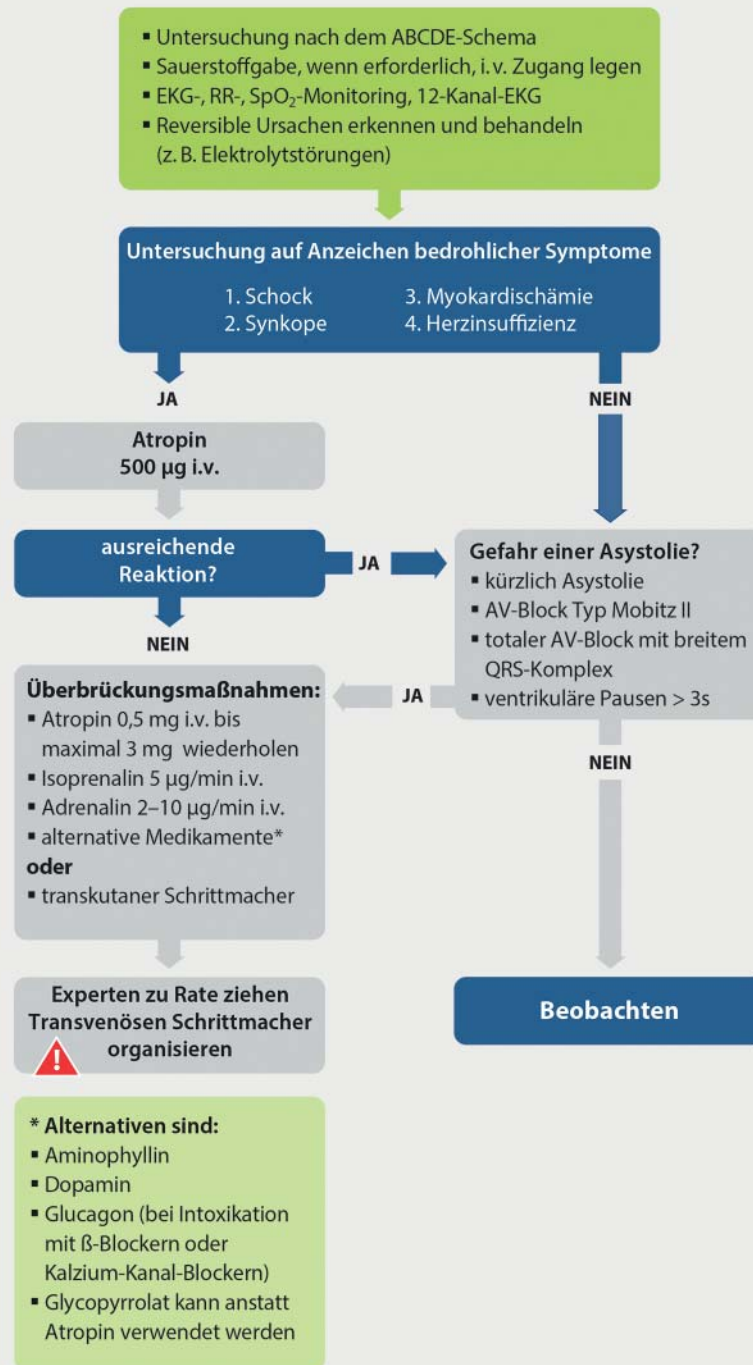 ▪ Untersuchung nach dem ABCDE-Schema
▪ Sauerstoffgabe, wenn erforderlich, i. v. Zugang legen
▪ EKG-, RR-, SpO₂-Monitoring, 12-Kanal-EKG
▪ Reversible Ursachen erkennen und behandeln
(z. B. Elektrolytstörungen)
Untersuchung auf Anzeichen bedrohlicher Symptome
1. Schock
2. Synkope
3. Myokardischämie
4. Herzinsuffizienz
JA
NEIN
Atropin
500 µg i.v.
ausreichende
Reaktion?
JA
NEIN
Gefahr einer Asystolie?
▪ kürzlich Asystolie
▪ AV-Block Typ Mobitz II
▪ totaler AV-Block mit breitem
QRS-Komplex
▪ ventrikuläre Pausen > 3s
JA
NEIN
Überbrückungsmaßnahmen:
▪ Atropin 0,5 mg i.v. bis
maximal 3 mg wiederholen
▪ Isoprenalin 5 µg/min i.v.
▪ Adrenalin 2–10 µg/min i.v.
▪ alternative Medikamente*
oder
▪ transkutaner Schrittmacher
Experten zu Rate ziehen
Transvenösen Schrittmacher
organisieren
!
Beobachten
* Alternativen sind:
▪ Aminophyllin
▪ Dopamin
▪ Glucagon (bei Intoxikation
mit ß-Blockern oder
Kalzium-Kanal-Blockern)
▪ Glycopyrrolat kann anstatt
Atropin verwendet werden